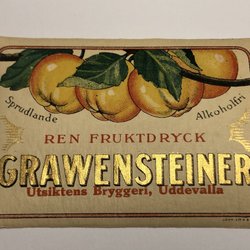 Sprudlande Alkoholfri
REN FRUKTDRYCK
GRAWENSTEINER
Utsiktens Bryggeri, Uddevalla